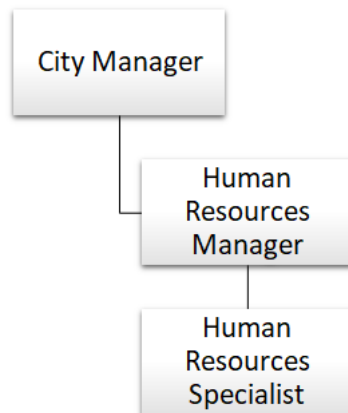 City Manager
Human
Resources
Manager
Human
Resources
Specialist